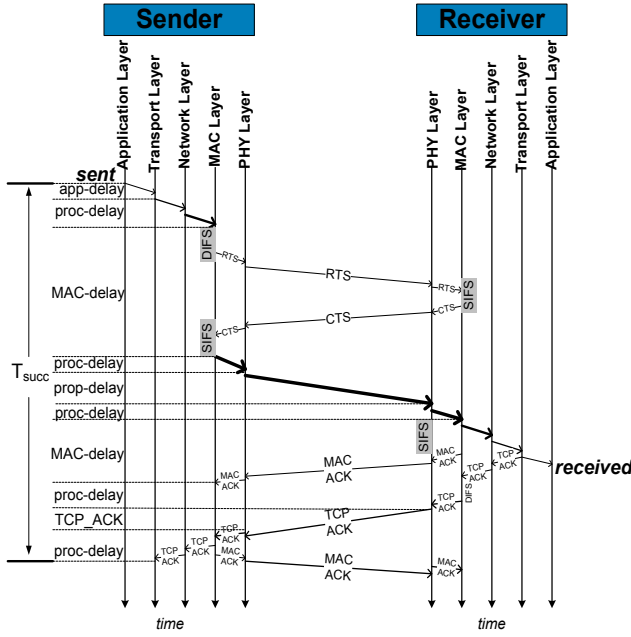 Sender
Receiver
Application Layer
Transport Layer
Network Layer
MAC Layer
PHY Layer
PHY Layer
MAC Layer
Network Layer
Transport Layer
Application Layer
sent
app-delay
proc-delay
DIFS
RTS
RTS
RTS
SIFS
MAC-delay
CTS
CTS
CTS
SIFS
proc-delay
Tsucc
prop-delay
proc-delay
SIFS
MAC-delay
MAC
ACK
MAC
ACK
MAC
ACK
TCP
ACK
TCP
ACK
received
proc-delay
DIFS
TCP
ACK
TCP_ACK
TCP
ACK
TCP
ACK
proc-delay
TCP
ACK
TCP
ACK
MAC
ACK
MAC
ACK
MAC
ACK
time
time